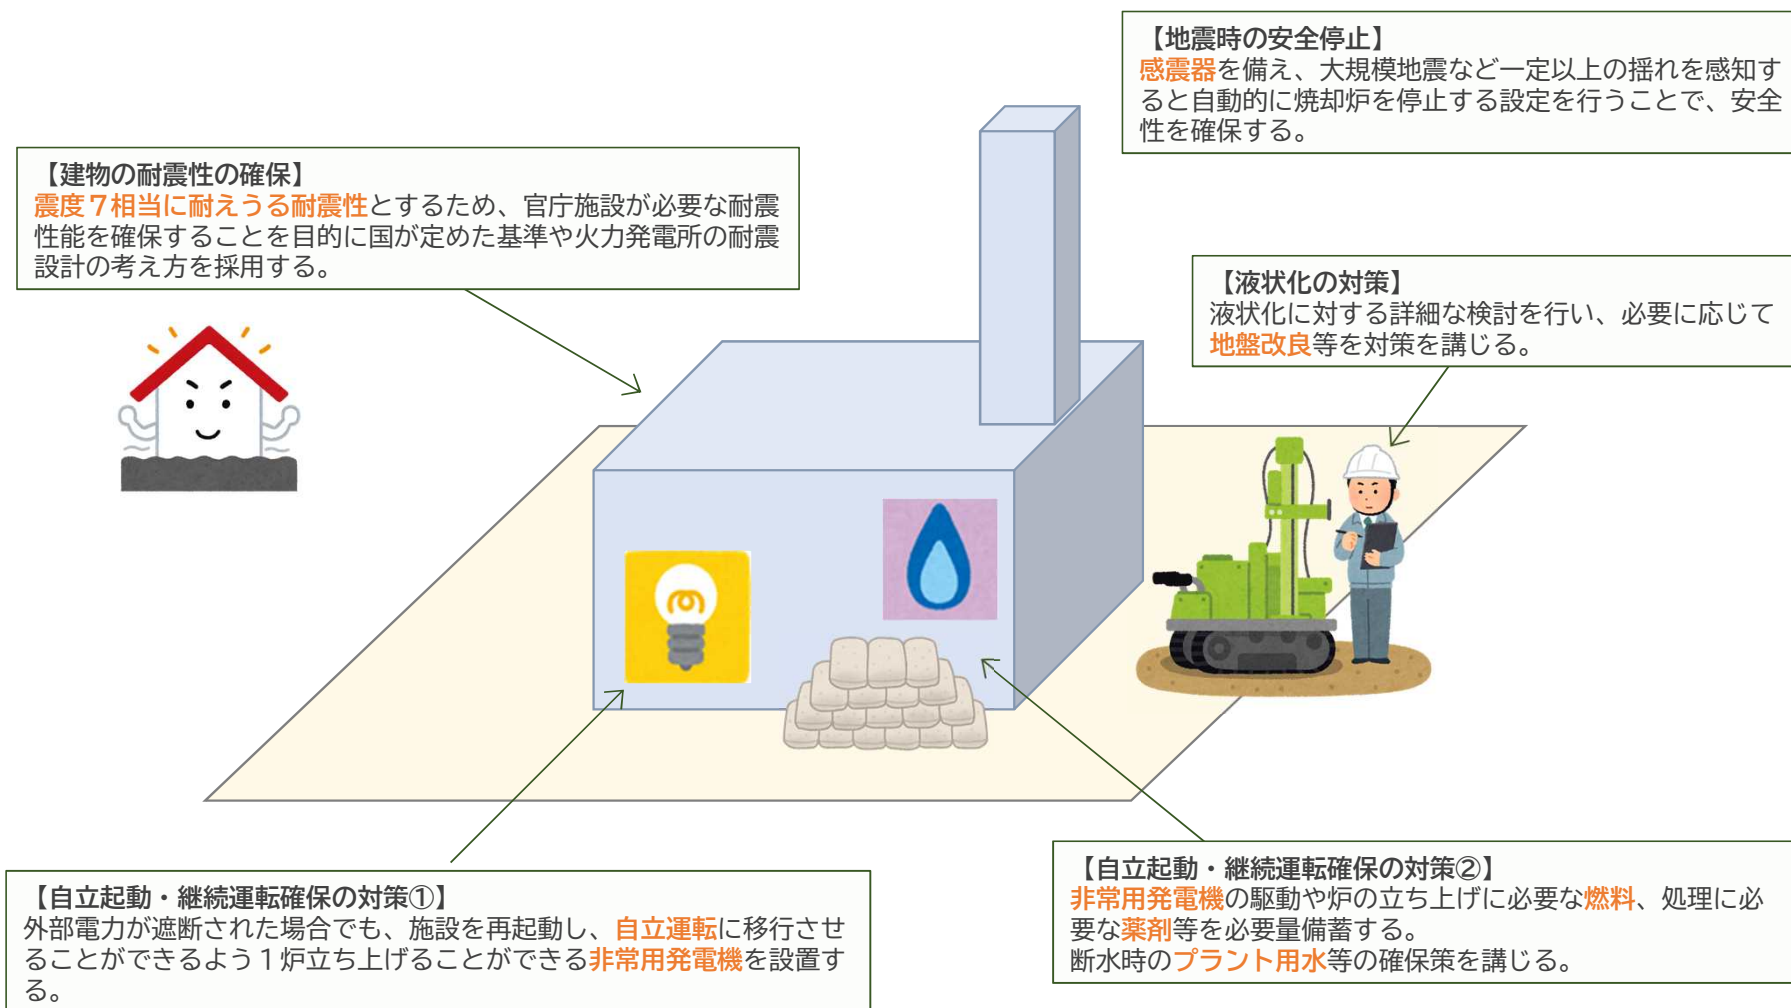 【地震時の安全停止】
感震器を備え、大規模地震など一定以上の揺れを感知す
ると自動的に焼却炉を停止する設定を行うことで、安全
性を確保する。
【建物の耐震性の確保】
震度７相当に耐えうる耐震性とするため、官庁施設が必要な耐震
性能を確保することを目的に国が定めた基準や火力発電所の耐震
設計の考え方を採用する。
【液状化の対策】
液状化に対する詳細な検討を行い、必要に応じて
地盤改良等を対策を講じる。
【自立起動・継続運転確保の対策①】
外部電力が遮断された場合でも、施設を再起動し、自立運転に移行させ
ることができるよう１炉立ち上げることができる非常用発電機を設置す
る。
【自立起動・継続運転確保の対策②】
非常用発電機の駆動や炉の立ち上げに必要な燃料、処理に必
要な薬剤等を必要量備蓄する。
断水時のプラント用水等の確保策を講じる。